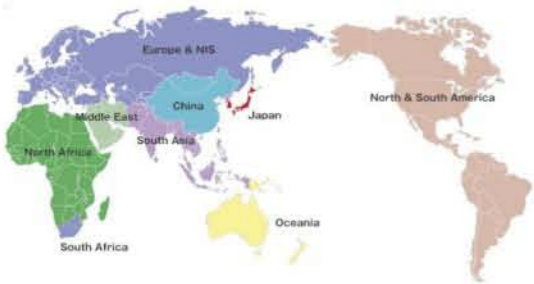 Europe & NIS
China
North & South America
Middle East
Japan
South Asia
North Africa
Oceania
South Africa